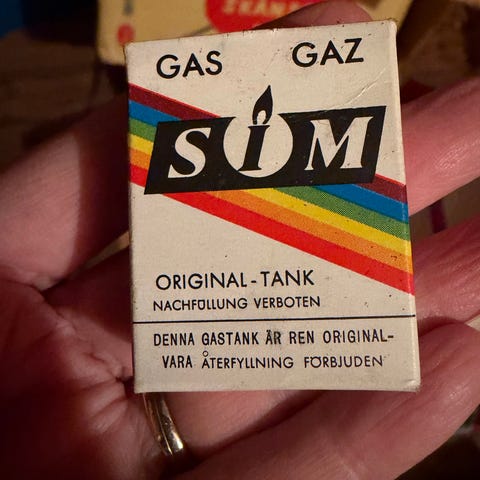 GAS GAZ
SiM
ORIGINAL-TANK
NACHFÜLLUNG VERBOTEN
DENNA GASTANK ÄR REN ORIGINAL-
VARA ÅTERFYLLNING FÖRBJUDEN